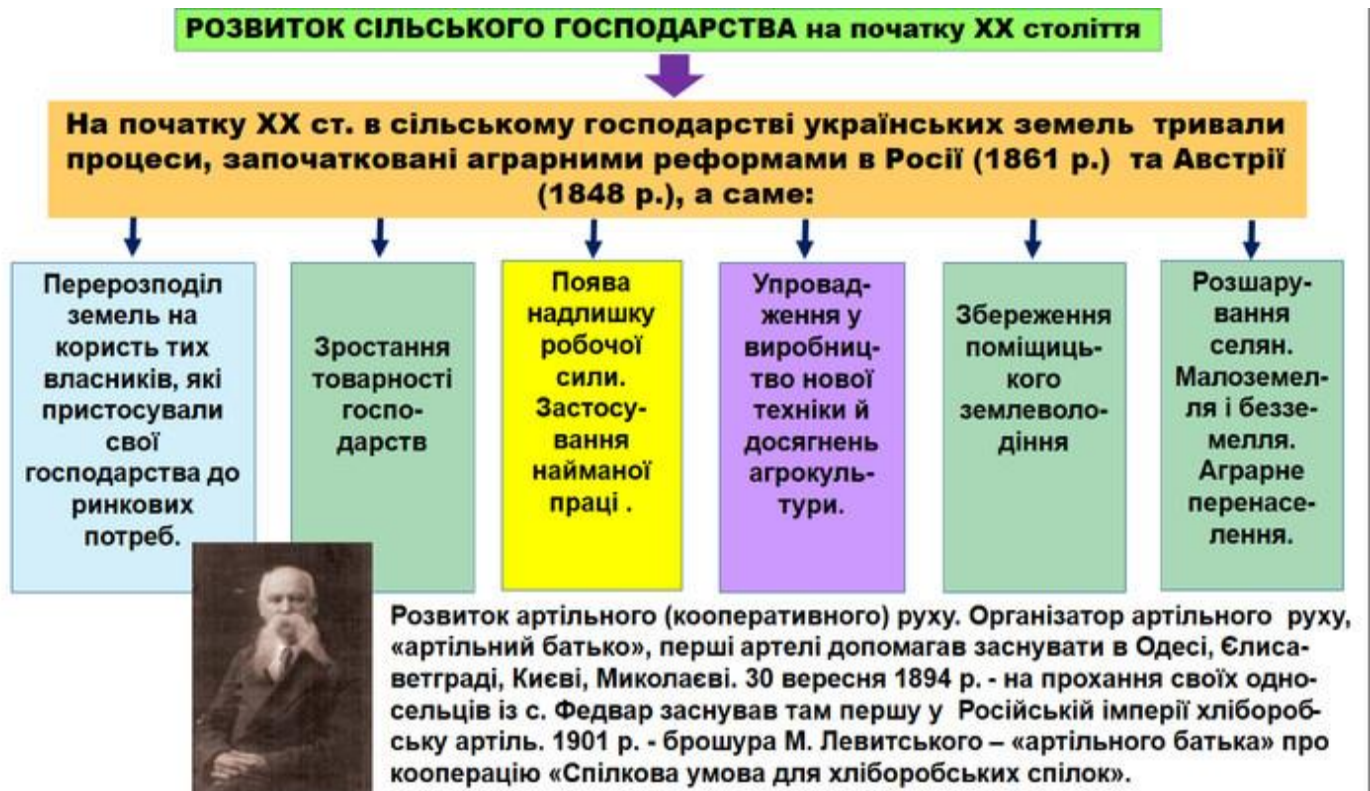 РОЗВИТОК СІЛЬСЬКОГО ГОСПОДАРСТВА на початку ХХ століття
На початку ХХ ст. в сільському господарстві українських земель тривали
процеси, започатковані аграрними реформами в Росії (1861 р.) та Австрії
(1848 р.), а саме:
Перерозподіл
земель на
користь тих
власників, які
пристосували
свої
господарства до
ринкових
потреб.
Зростання
товарності
госпо-
дарств
Поява
надлишку
робочої
сили.
Застосу-
вання
найманої
праці .
Упровад-
ження у
виробниц-
тво нової
техніки й
досягнень
агрокуль-
тури.
Збереження
поміщиць-
кого
землеволо-
діння
Розшару-
вання
селян.
Малоземел-
ля і беззе-
мелля.
Аграрне
перенасе-
лення.
Розвиток артільного (кооперативного) руху. Організатор артільного руху,
«артільний батько», перші артелі допомагав заснувати в Одесі, Єлиса-
ветграді, Києві, Миколаєві. 30 вересня 1894 р. - на прохання своїх одно-
сельців із с. Федвар заснував там першу у Російській імперії хлібороб-
ську артіль. 1901 р. - брошура М. Левитського – «артільного батька» про
кооперацію «Спілкова умова для хліборобських спілок».